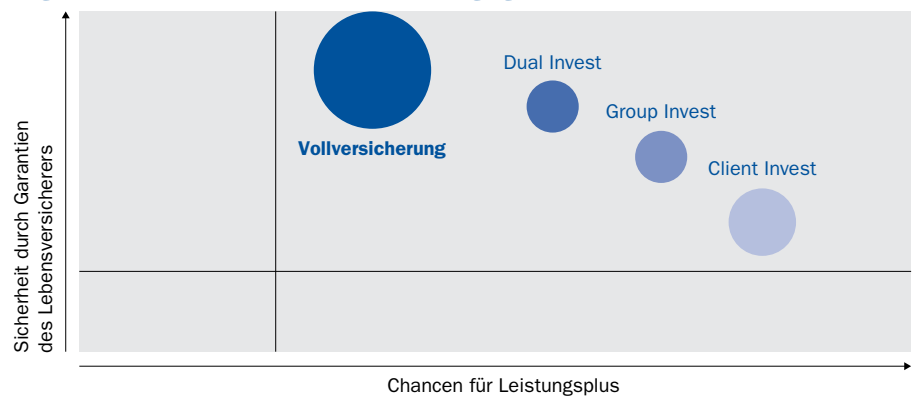 Dual Invest
Group Invest
Vollversicherung
Client Invest
Sicherheit durch Garantien
des Lebensversicherers
Chancen für Leistungsplus